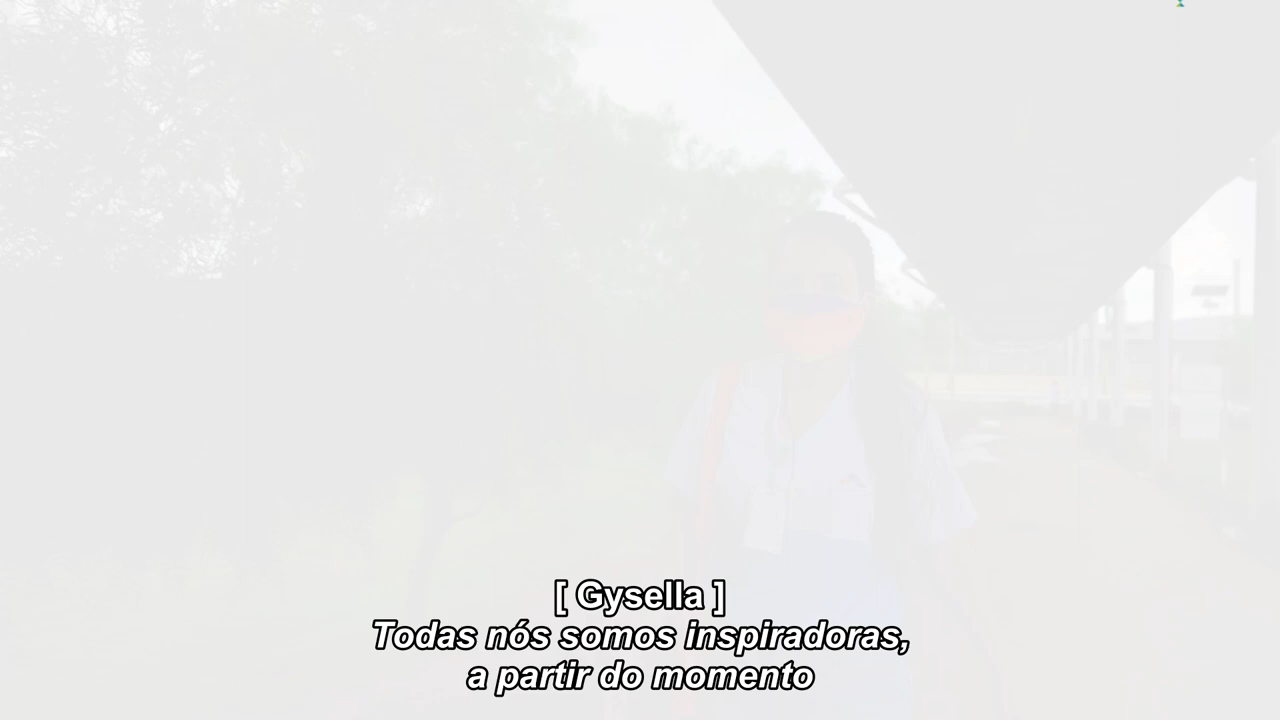 [ Gysella ]
Todas nós somos inspiradoras,
a partir do momento